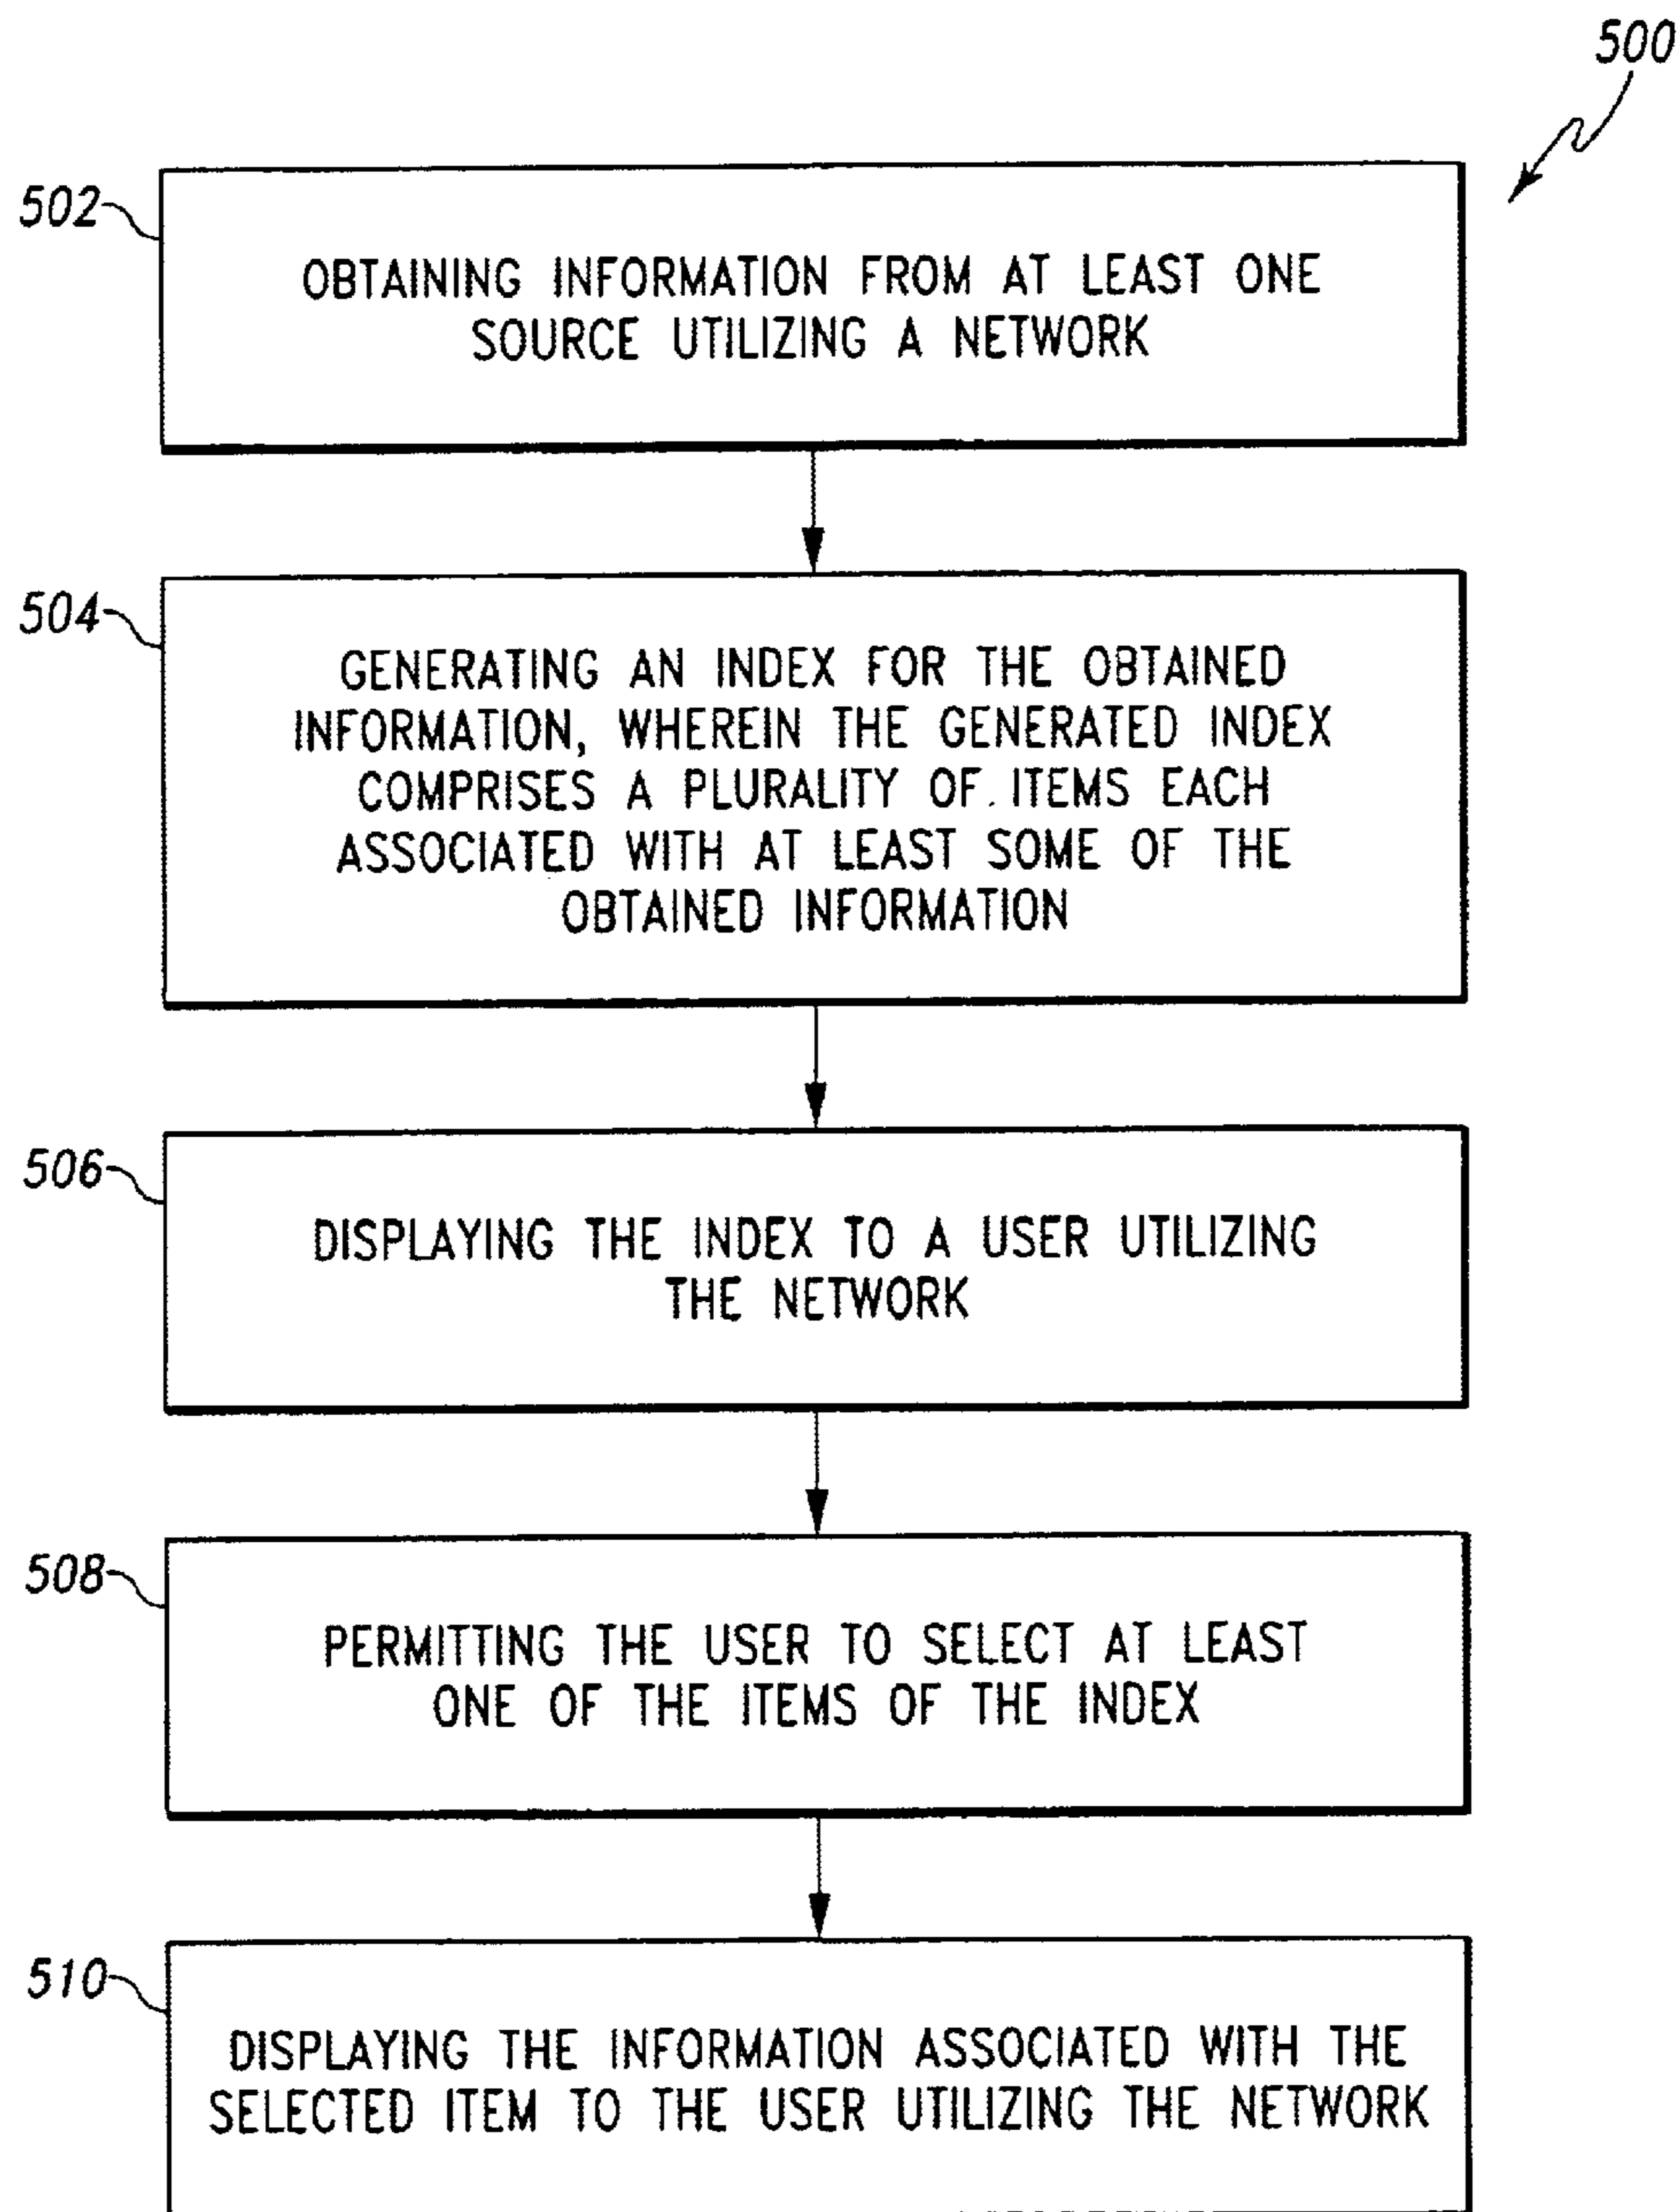 500
502
OBTAINING INFORMATION FROM AT LEAST ONE
SOURCE UTILIZING A NETWORK
504
GENERATING AN INDEX FOR THE OBTAINED
INFORMATION, WHEREIN THE GENERATED INDEX
COMPRISES A PLURALITY OF ITEMS EACH
ASSOCIATED WITH AT LEAST SOME OF THE
OBTAINED INFORMATION
506
DISPLAYING THE INDEX TO A USER UTILIZING
THE NETWORK
508
PERMITTING THE USER TO SELECT AT LEAST
ONE OF THE ITEMS OF THE INDEX
510
DISPLAYING THE INFORMATION ASSOCIATED WITH THE
SELECTED ITEM TO THE USER UTILIZING THE NETWORK